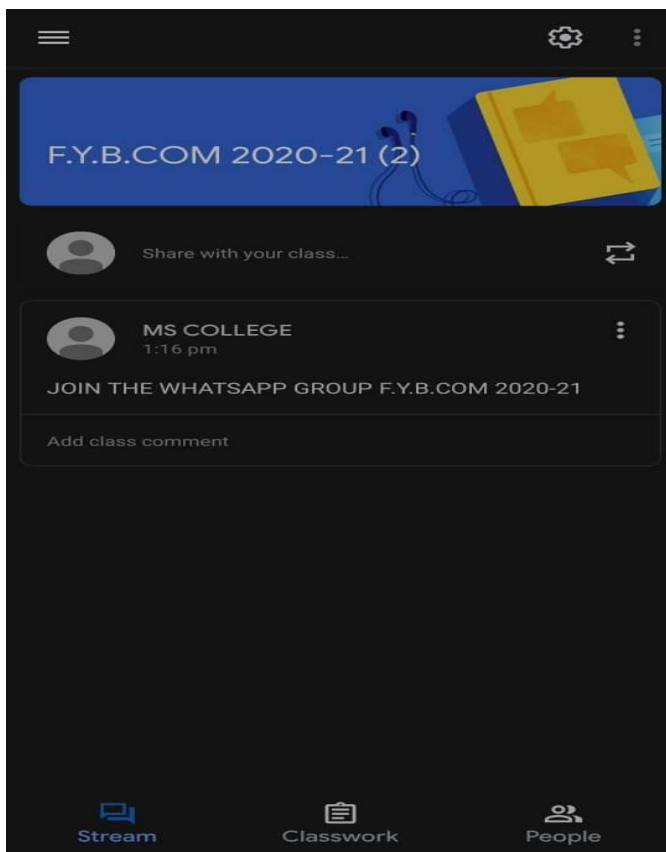 F.Y.B.COM 2020-21 (2)
Share with your class...
MS COLLEGE
1:16 pm
JOIN THE WHATSAPP GROUP F.Y.B.COM 2020-21
Add class comment
Stream Classwork People